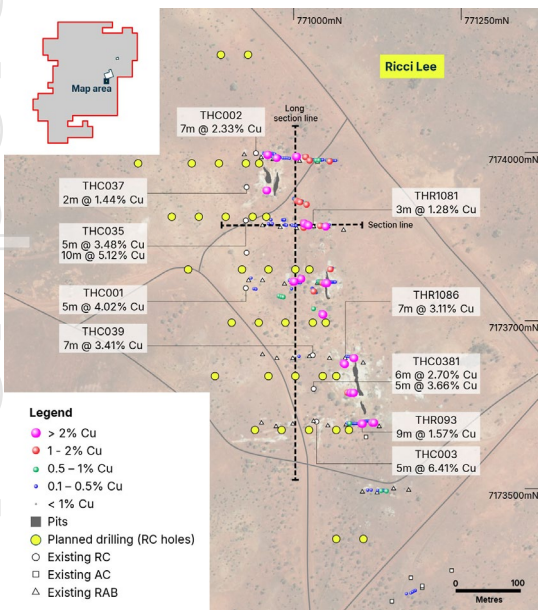 771000mN
771250mN
Ricci Lee
Map area
Long
section line
THC002
7m @ 2.33% Cu
7174000mN
THC037
2m @ 1.44% Cu
THR1081
3m @ 1.28% Cu
Section line
THC035
5m @ 3.48% Cu
10m @ 5.12% Cu
THC001
5m @ 4.02% Cu
THR1086
7m @ 3.11% Cu
7173700mN
THC039
7m @ 3.41% Cu
THC0381
6m @ 2.70% Cu
5m @ 3.66% Cu
THR093
9m @ 1.57% Cu
THC003
5m @ 6.41% Cu
7173500mN
Legend
> 2% Cu
1 - 2% Cu
0.5 – 1% Cu
0.1 – 0.5% Cu
< 1% Cu
Pits
Planned drilling (RC holes)
Existing RC
Existing AC
Existing RAB
0 100
Metres